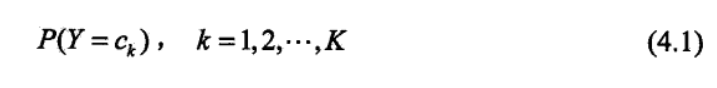 P(Y = c_k)， k = 1, 2, ⋯, K (4.1)